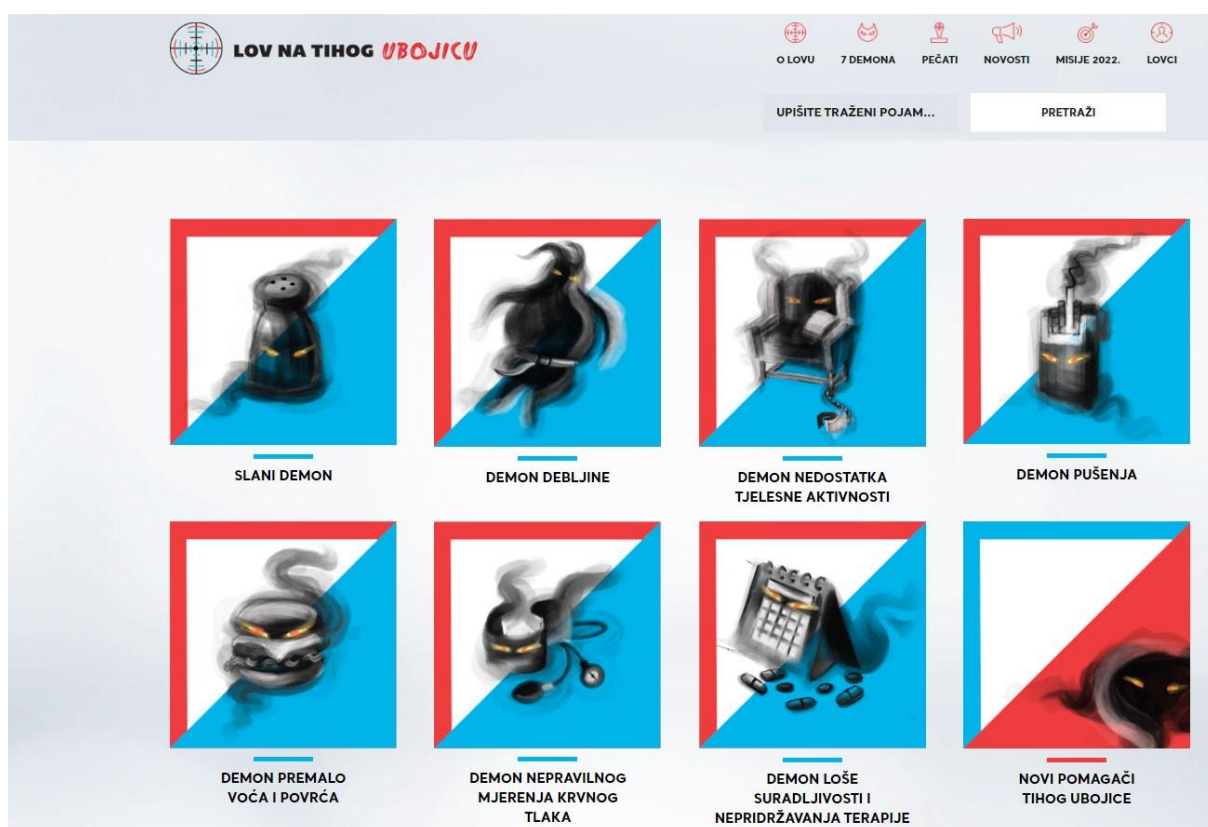 LOV NA TIHOG UBOJICU
O LOVU
7 DEMONA
PEČATI
NOVOSTI
MISIJE 2022.
LOVCI
UPIŠITE TRAŽENI POJAM...
PRETRAŽI
SLANI DEMON
DEMON DEBLJINE
DEMON NEDOSTATKA
TJELESNE AKTIVNOSTI
DEMON PUŠENJA
DEMON PREMALO
VOĆA I POVRĆA
DEMON NEPRAVILNOG
MJERENJA KRVNOG
TLAKA
DEMON LOŠE
SURADLJIVOSTI I
NEPRIDRŽAVANJA TERAPIJE
NOVI POMAGAČI
TIHOG UBOJICE